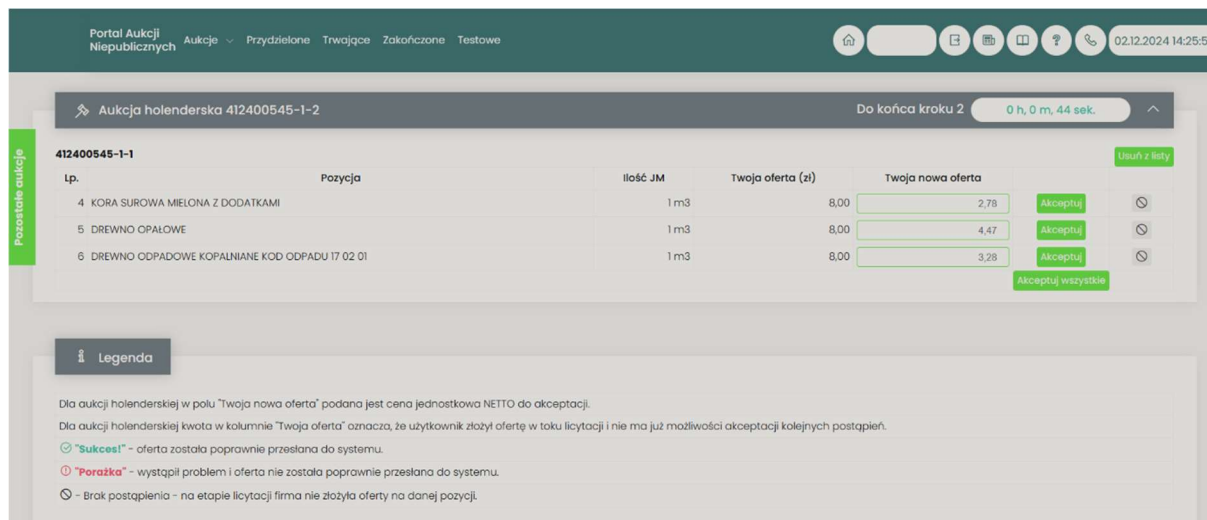 Portal Aukcji
Niepublicznych
Aukcje Przydzielone Trwające Zakończone Testowe
02.12.2024 14:25:5
Aukcja holenderska 412400545-1-2 Do końca kroku 2 0 h, 0 m, 44 sek.
Pozostałe aukcje
412400545-1-1 Usuń z listy
Lp. Pozycja Ilość JM Twoja oferta (zł) Twoja nowa oferta
4 KORA SUROWA MIELONA Z DODATKAMI 1 m3 8,00 2,78 Akceptuj
5 DREWNO OPAŁOWE 1 m3 8,00 4,47 Akceptuj
6 DREWNO ODPADOWE KOPALNIANE KOD ODPADU 17 02 01 1 m3 8,00 3,28 Akceptuj
Akceptuj wszystkie
Legenda
Dla aukcji holenderskiej w polu "Twoja nowa oferta" podana jest cena jednostkowa NETTO do akceptacji.
Dla aukcji holenderskiej kwota w kolumnie "Twoja oferta" oznacza, że użytkownik złożył ofertę w toku licytacji i nie ma już możliwości akceptacji kolejnych postąpień.
"Sukces!" - oferta została poprawnie przesłana do systemu.
"Porażka" - wystąpił problem i oferta nie została poprawnie przesłana do systemu.
- Brak postąpienia - na etapie licytacji firma nie złożyła oferty na danej pozycji.